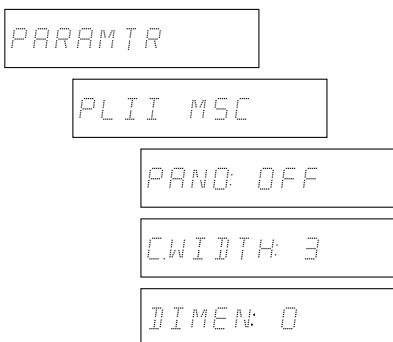 PARAMTR
PLII MSC
PANO: OFF
C.WIDTH: 3
DIMEN: 0